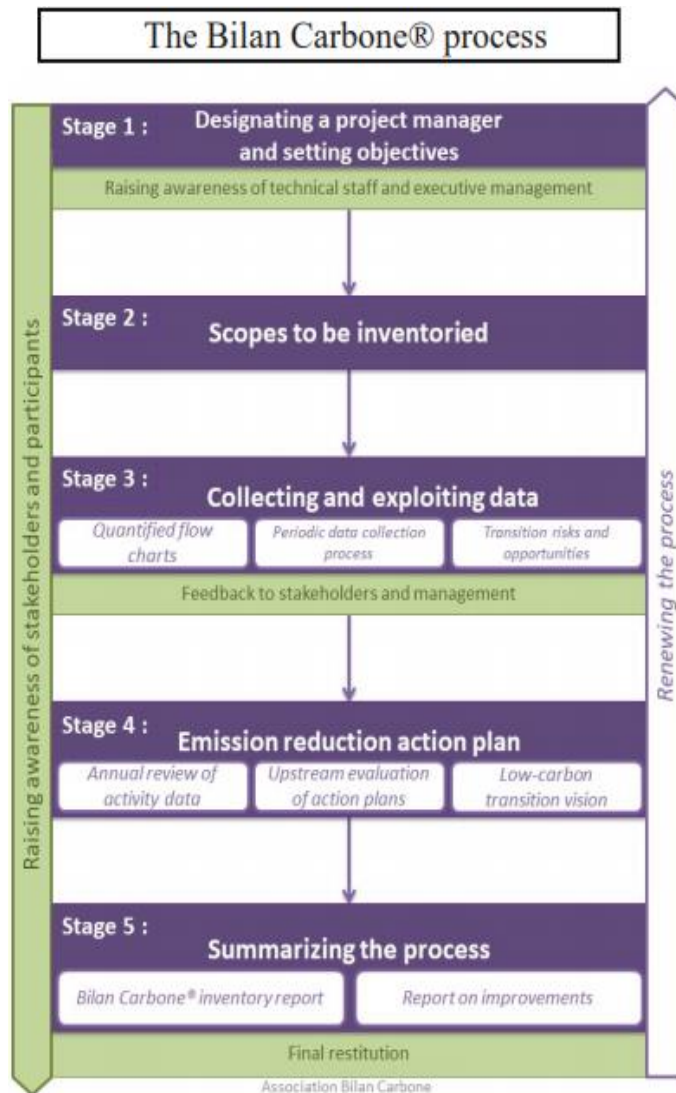 The Bilan Carbone® process
Stage 1 :
Designating a project manager
and setting objectives
Raising awareness of technical staff and executive management
Stage 2 :
Scopes to be inventoried
Stage 3 :
Collecting and exploiting data
Quantified flow
charts
Periodic data collection
process
Transition risks and
opportunities
Feedback to stakeholders and management
Stage 4 :
Emission reduction action plan
Annual review of
activity data
Upstream evaluation
of action plans
Low-carbon
transition vision
Stage 5 :
Summarizing the process
Bilan Carbone® inventory report
Report on improvements
Final restitution
Association Bilan Carbone
Raising awareness of stakeholders and participants
Renewing the process